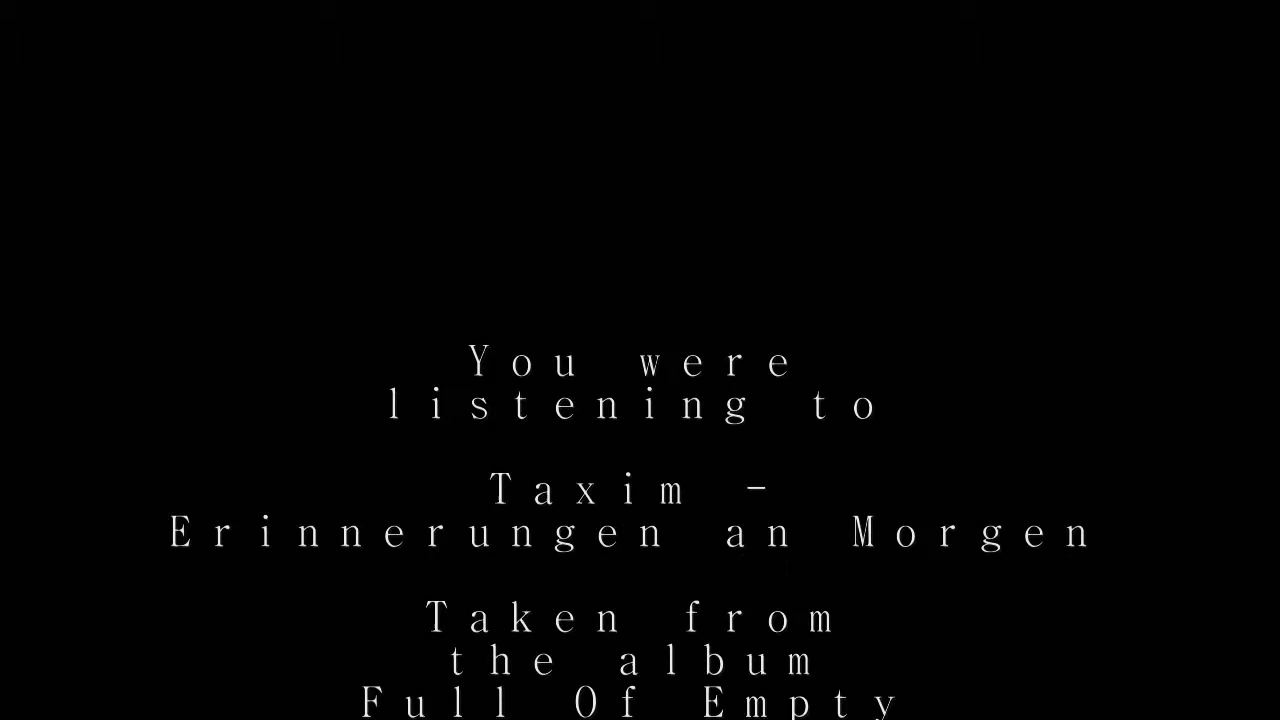 You were
listening to
Taxim -
Erinnerungen an Morgen
Taken from
the album
Full Of Empty